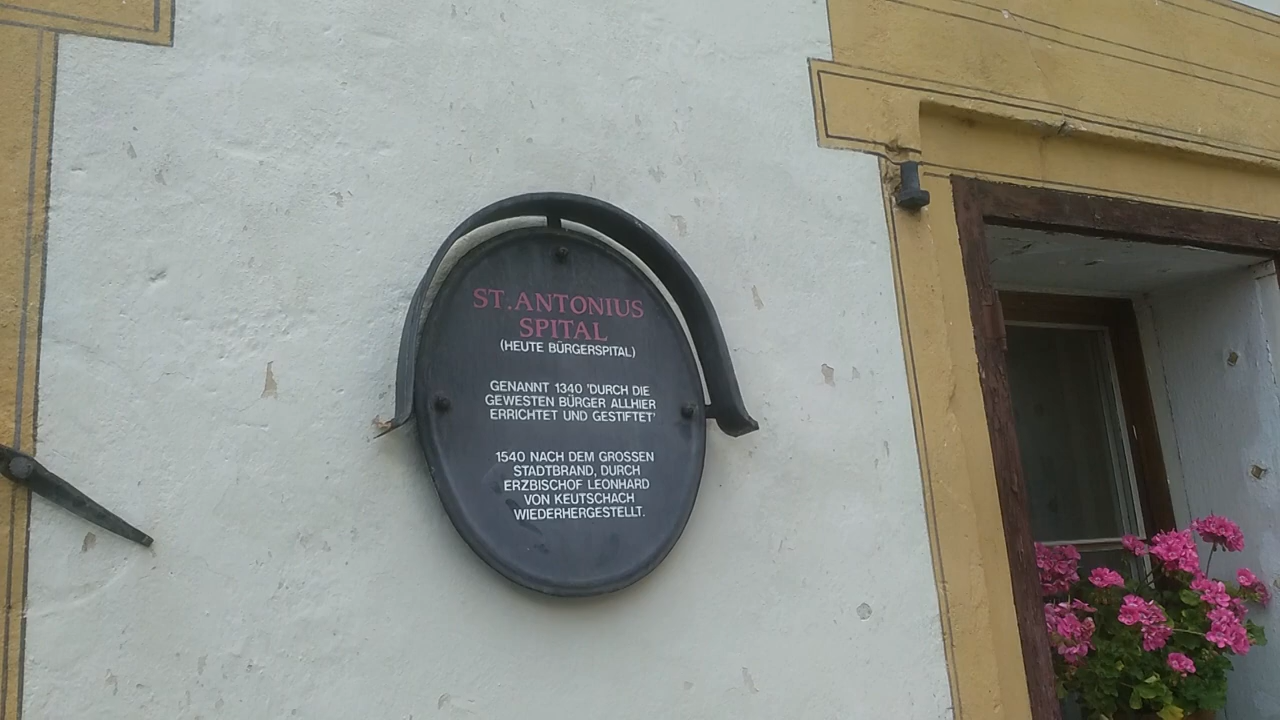 ST.ANTONIUS
SPITAL
(HEUTE BÜRGERSPITAL)
GENANNT 1340 'DURCH DIE
GEWESTEN BÜRGER ALLHIER
ERRICHTET UND GESTIFTET'
1540 NACH DEM GROSSEN
STADTBRAND, DURCH
ERZBISCHOF LEONHARD
VON KEUTSCHACH
WIEDERHERGESTELLT.